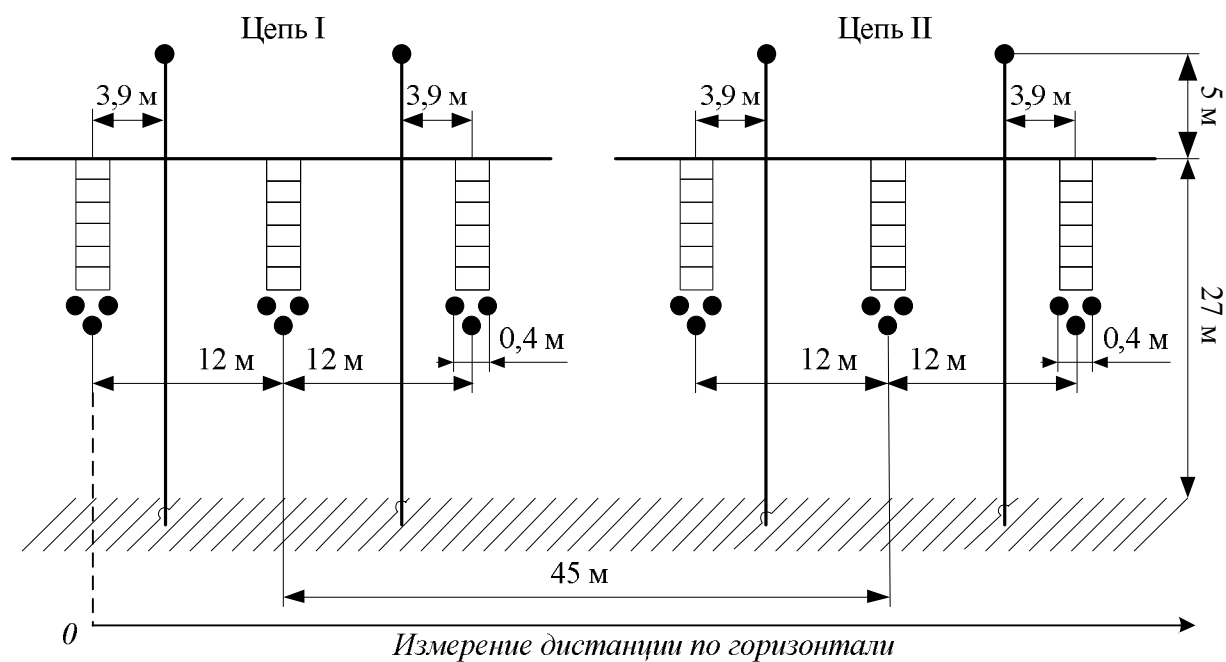 Цепь I
Цепь II
3,9 м
3,9 м
3,9 м
3,9 м
5 м
27 м
0,4 м
0,4 м
12 м
12 м
12 м
12 м
45 м
0
Измерение дистанции по горизонтали